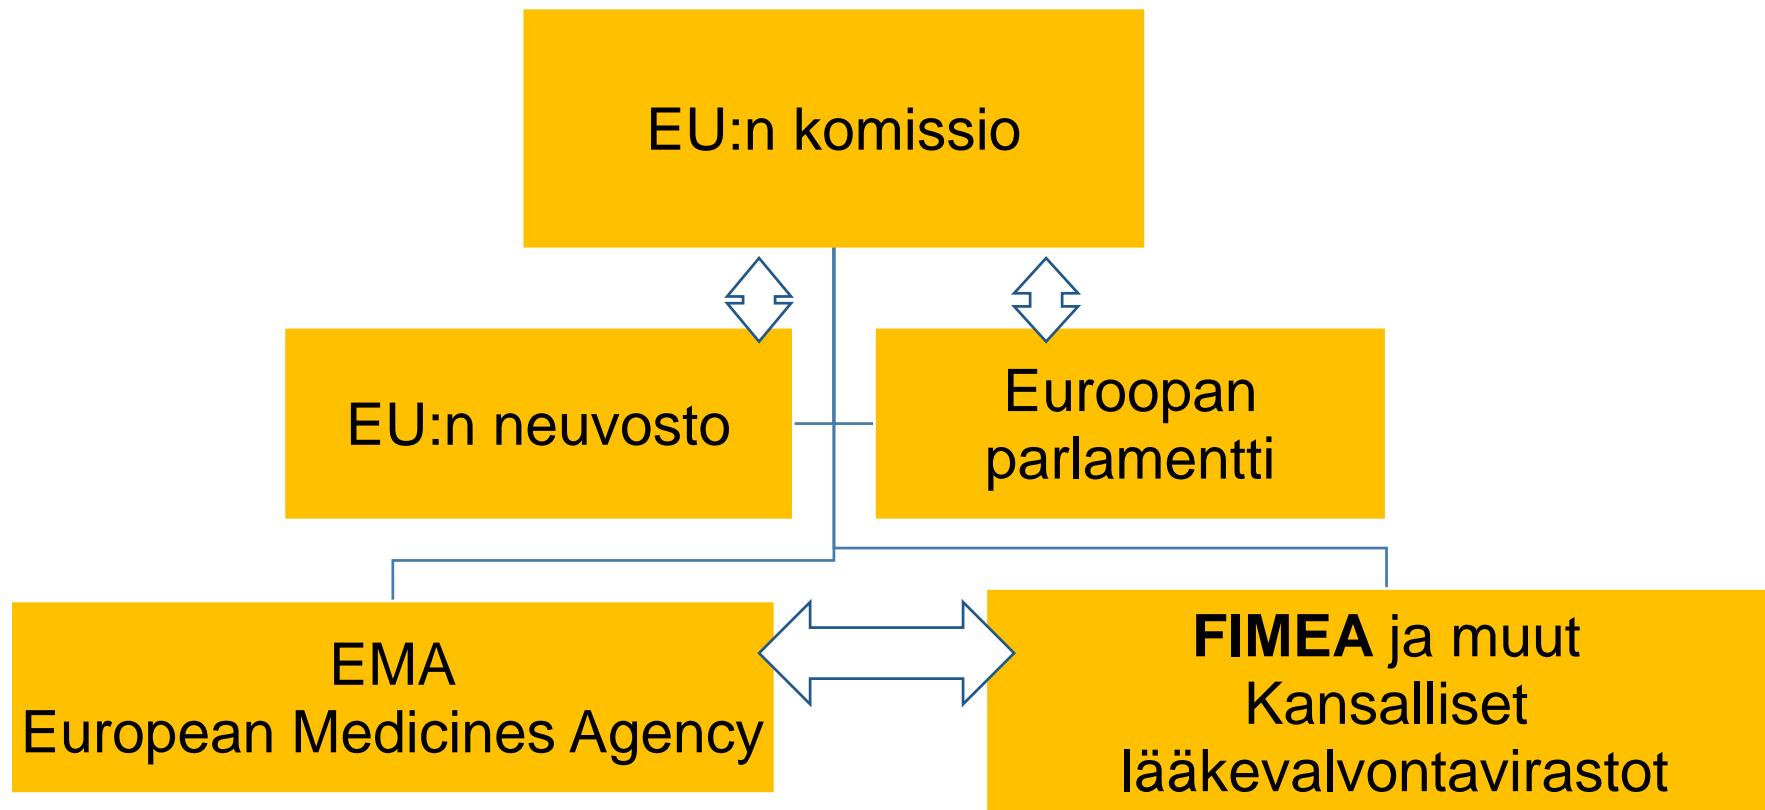 EU:n komissio
EU:n neuvosto
Euroopan
parlamentti
EMA
European Medicines Agency
FIMEA ja muut
Kansalliset
lääkevalvontavirastot